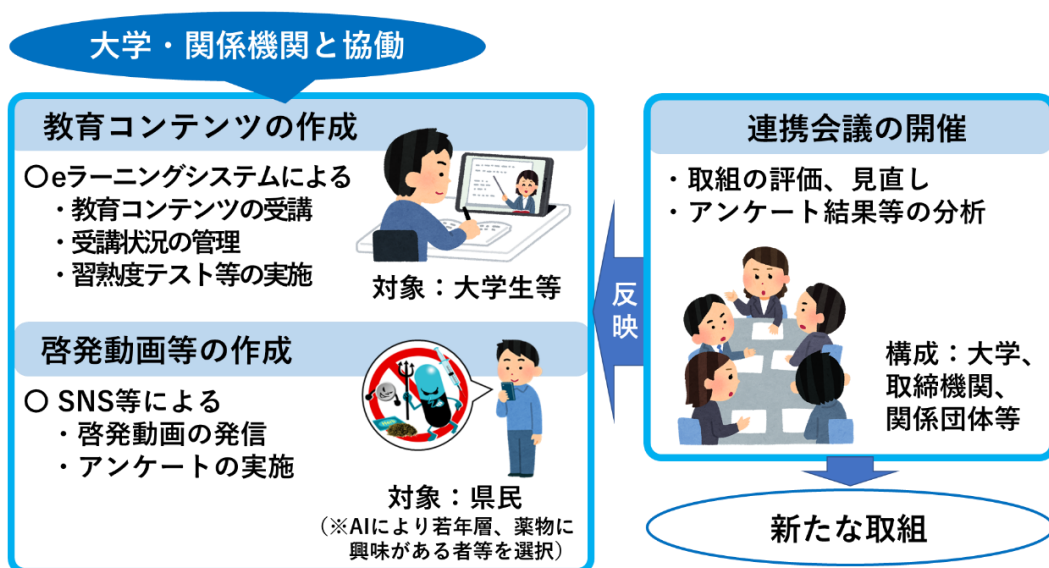 大学・関係機関と協働
教育コンテンツの作成
○eラーニングシステムによる
・教育コンテンツの受講
・受講状況の管理
・習熟度テスト等の実施
対象：大学生等
啓発動画等の作成
○ SNS等による
・啓発動画の発信
・アンケートの実施
対象：県民
（※AIにより若年層、薬物に
興味がある者等を選択）
反映
連携会議の開催
・取組の評価、見直し
・アンケート結果等の分析
構成：大学、
取締機関、
関係団体等
新たな取組